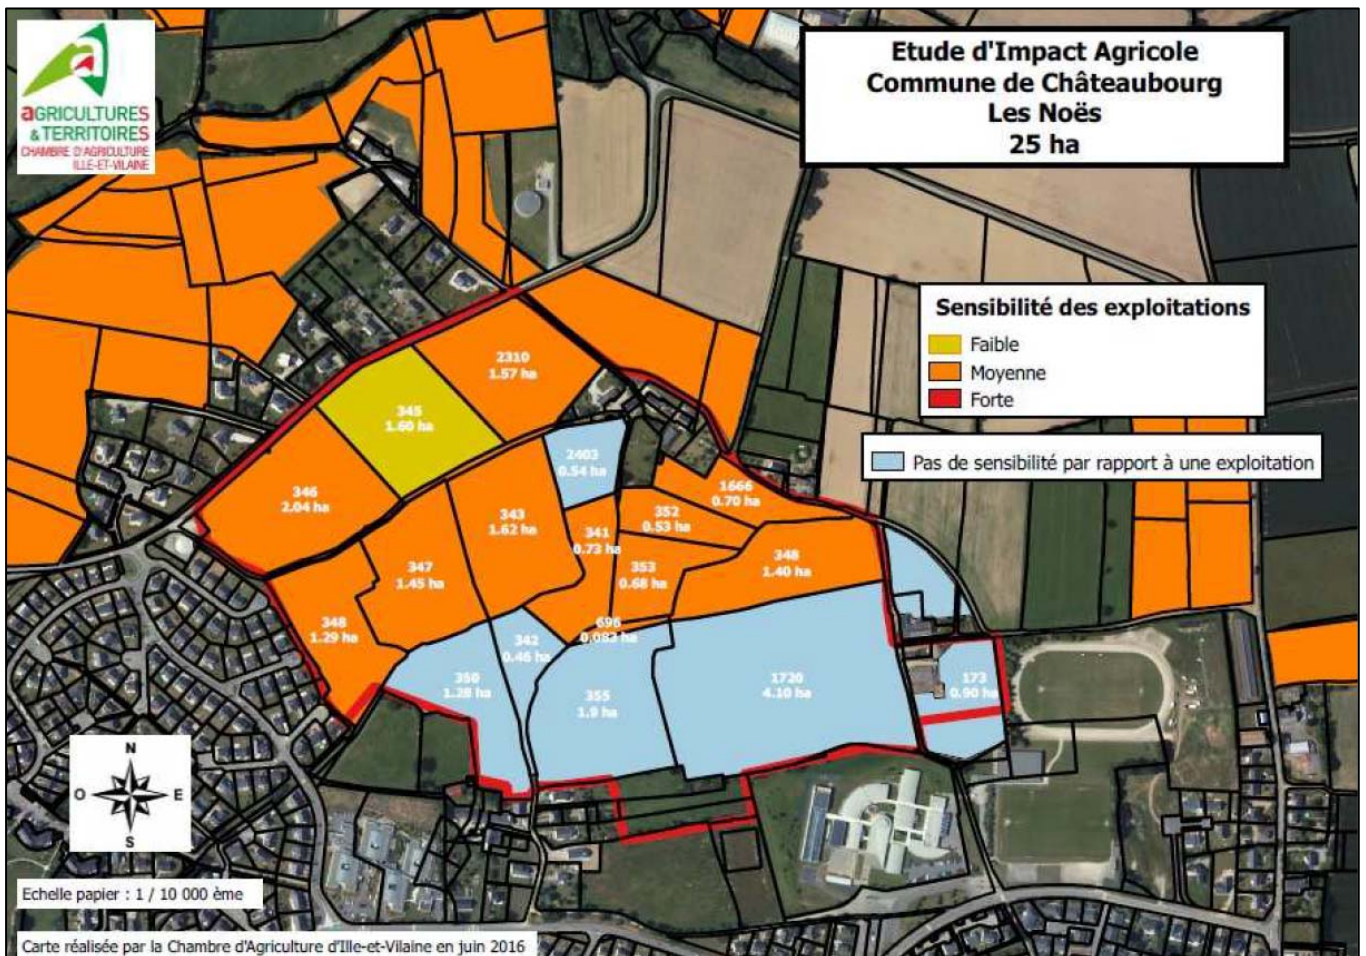 aGRICULTURES
& TERRITOIRES
CHAMBRE D'AGRICULTURE
ILLE-ET-VILAINE
Etude d'Impact Agricole
Commune de Châteaubourg
Les Noës
25 ha
Sensibilité des exploitations
Faible
Moyenne
Forte
Pas de sensibilité par rapport à une exploitation
2310
1.57 ha
345
1.60 ha
2403
0.54 ha
346
2.04 ha
343
1.62 ha
341
0.73 ha
352
0.53 ha
1666
0.70 ha
347
1.45 ha
353
0.68 ha
348
1.40 ha
348
1.29 ha
696
0.083 ha
342
0.46 ha
350
1.28 ha
355
1.9 ha
1720
4.10 ha
173
0.90 ha
N
O
E
S
Echelle papier : 1 / 10 000 ème
Carte réalisée par la Chambre d'Agriculture d'Ille-et-Vilaine en juin 2016